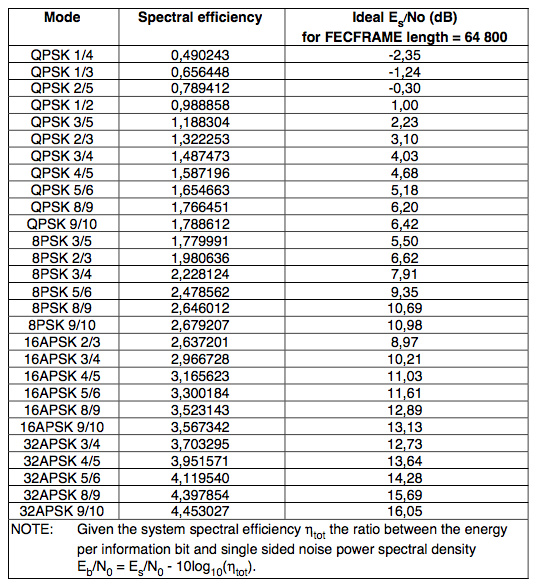 Mode Spectral efficiency Ideal Es/No (dB)
for FECFRAME length = 64 800
QPSK 1/4 0,490243 -2,35
QPSK 1/3 0,656448 -1,24
QPSK 2/5 0,789412 -0,30
QPSK 1/2 0,988858 1,00
QPSK 3/5 1,188304 2,23
QPSK 2/3 1,322253 3,10
QPSK 3/4 1,487473 4,03
QPSK 4/5 1,587196 4,68
QPSK 5/6 1,654663 5,18
QPSK 8/9 1,766451 6,20
QPSK 9/10 1,788612 6,42
8PSK 3/5 1,779991 5,50
8PSK 2/3 1,980636 6,62
8PSK 3/4 2,228124 7,91
8PSK 5/6 2,478562 9,35
8PSK 8/9 2,646012 10,69
8PSK 9/10 2,679207 10,98
16APSK 2/3 2,637201 8,97
16APSK 3/4 2,966728 10,21
16APSK 4/5 3,165623 11,03
16APSK 5/6 3,300184 11,61
16APSK 8/9 3,523143 12,89
16APSK 9/10 3,567342 13,13
32APSK 3/4 3,703295 12,73
32APSK 4/5 3,951571 13,64
32APSK 5/6 4,119540 14,28
32APSK 8/9 4,397854 15,69
32APSK 9/10 4,453027 16,05
NOTE: Given the system spectral efficiency ηtot the ratio between the energy
per information bit and single sided noise power spectral density
Eb/N0 = Es/N0 - 10log10(ηtot).